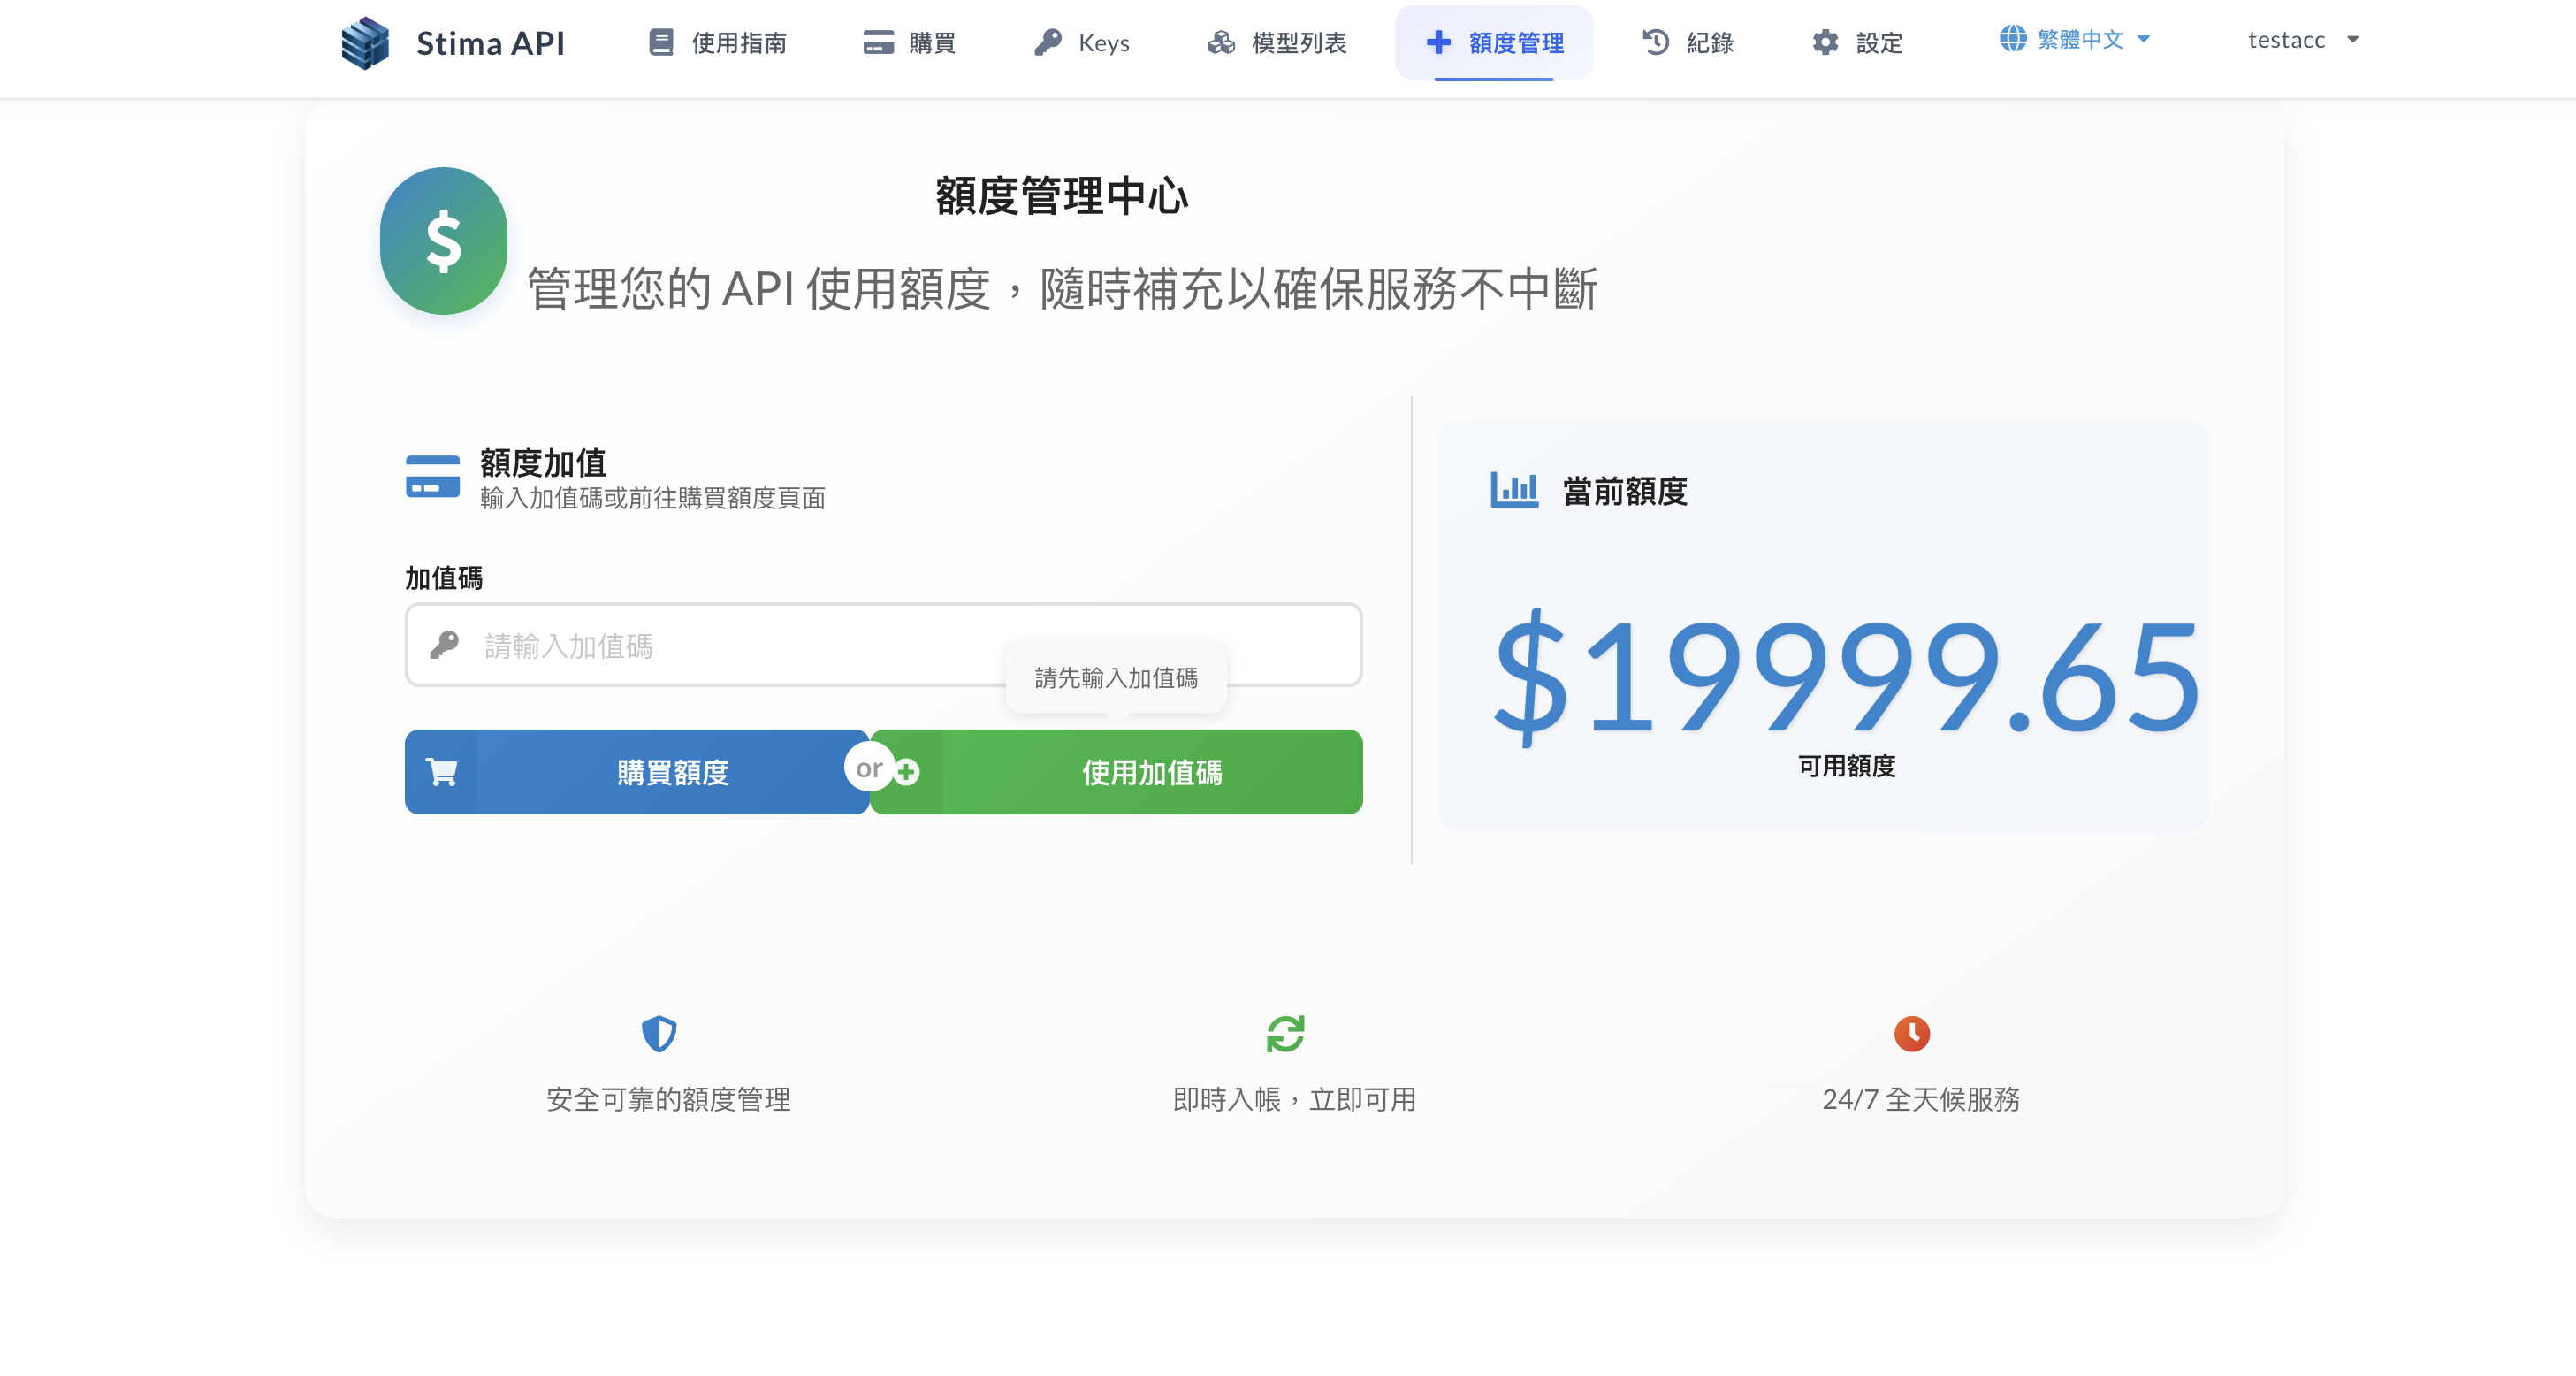 Stima API
使用指南
購買
Keys
模型列表
額度管理
紀錄
設定
繁體中文
testacc
額度管理中心
$
管理您的 API 使用額度，隨時補充以確保服務不中斷
額度加值
輸入加值碼或前往購買額度頁面
加值碼
請輸入加值碼
請先輸入加值碼
購買額度
or
使用加值碼
當前額度
$19999.65
可用額度
安全可靠的額度管理
即時入帳，立即可用
24/7 全天候服務